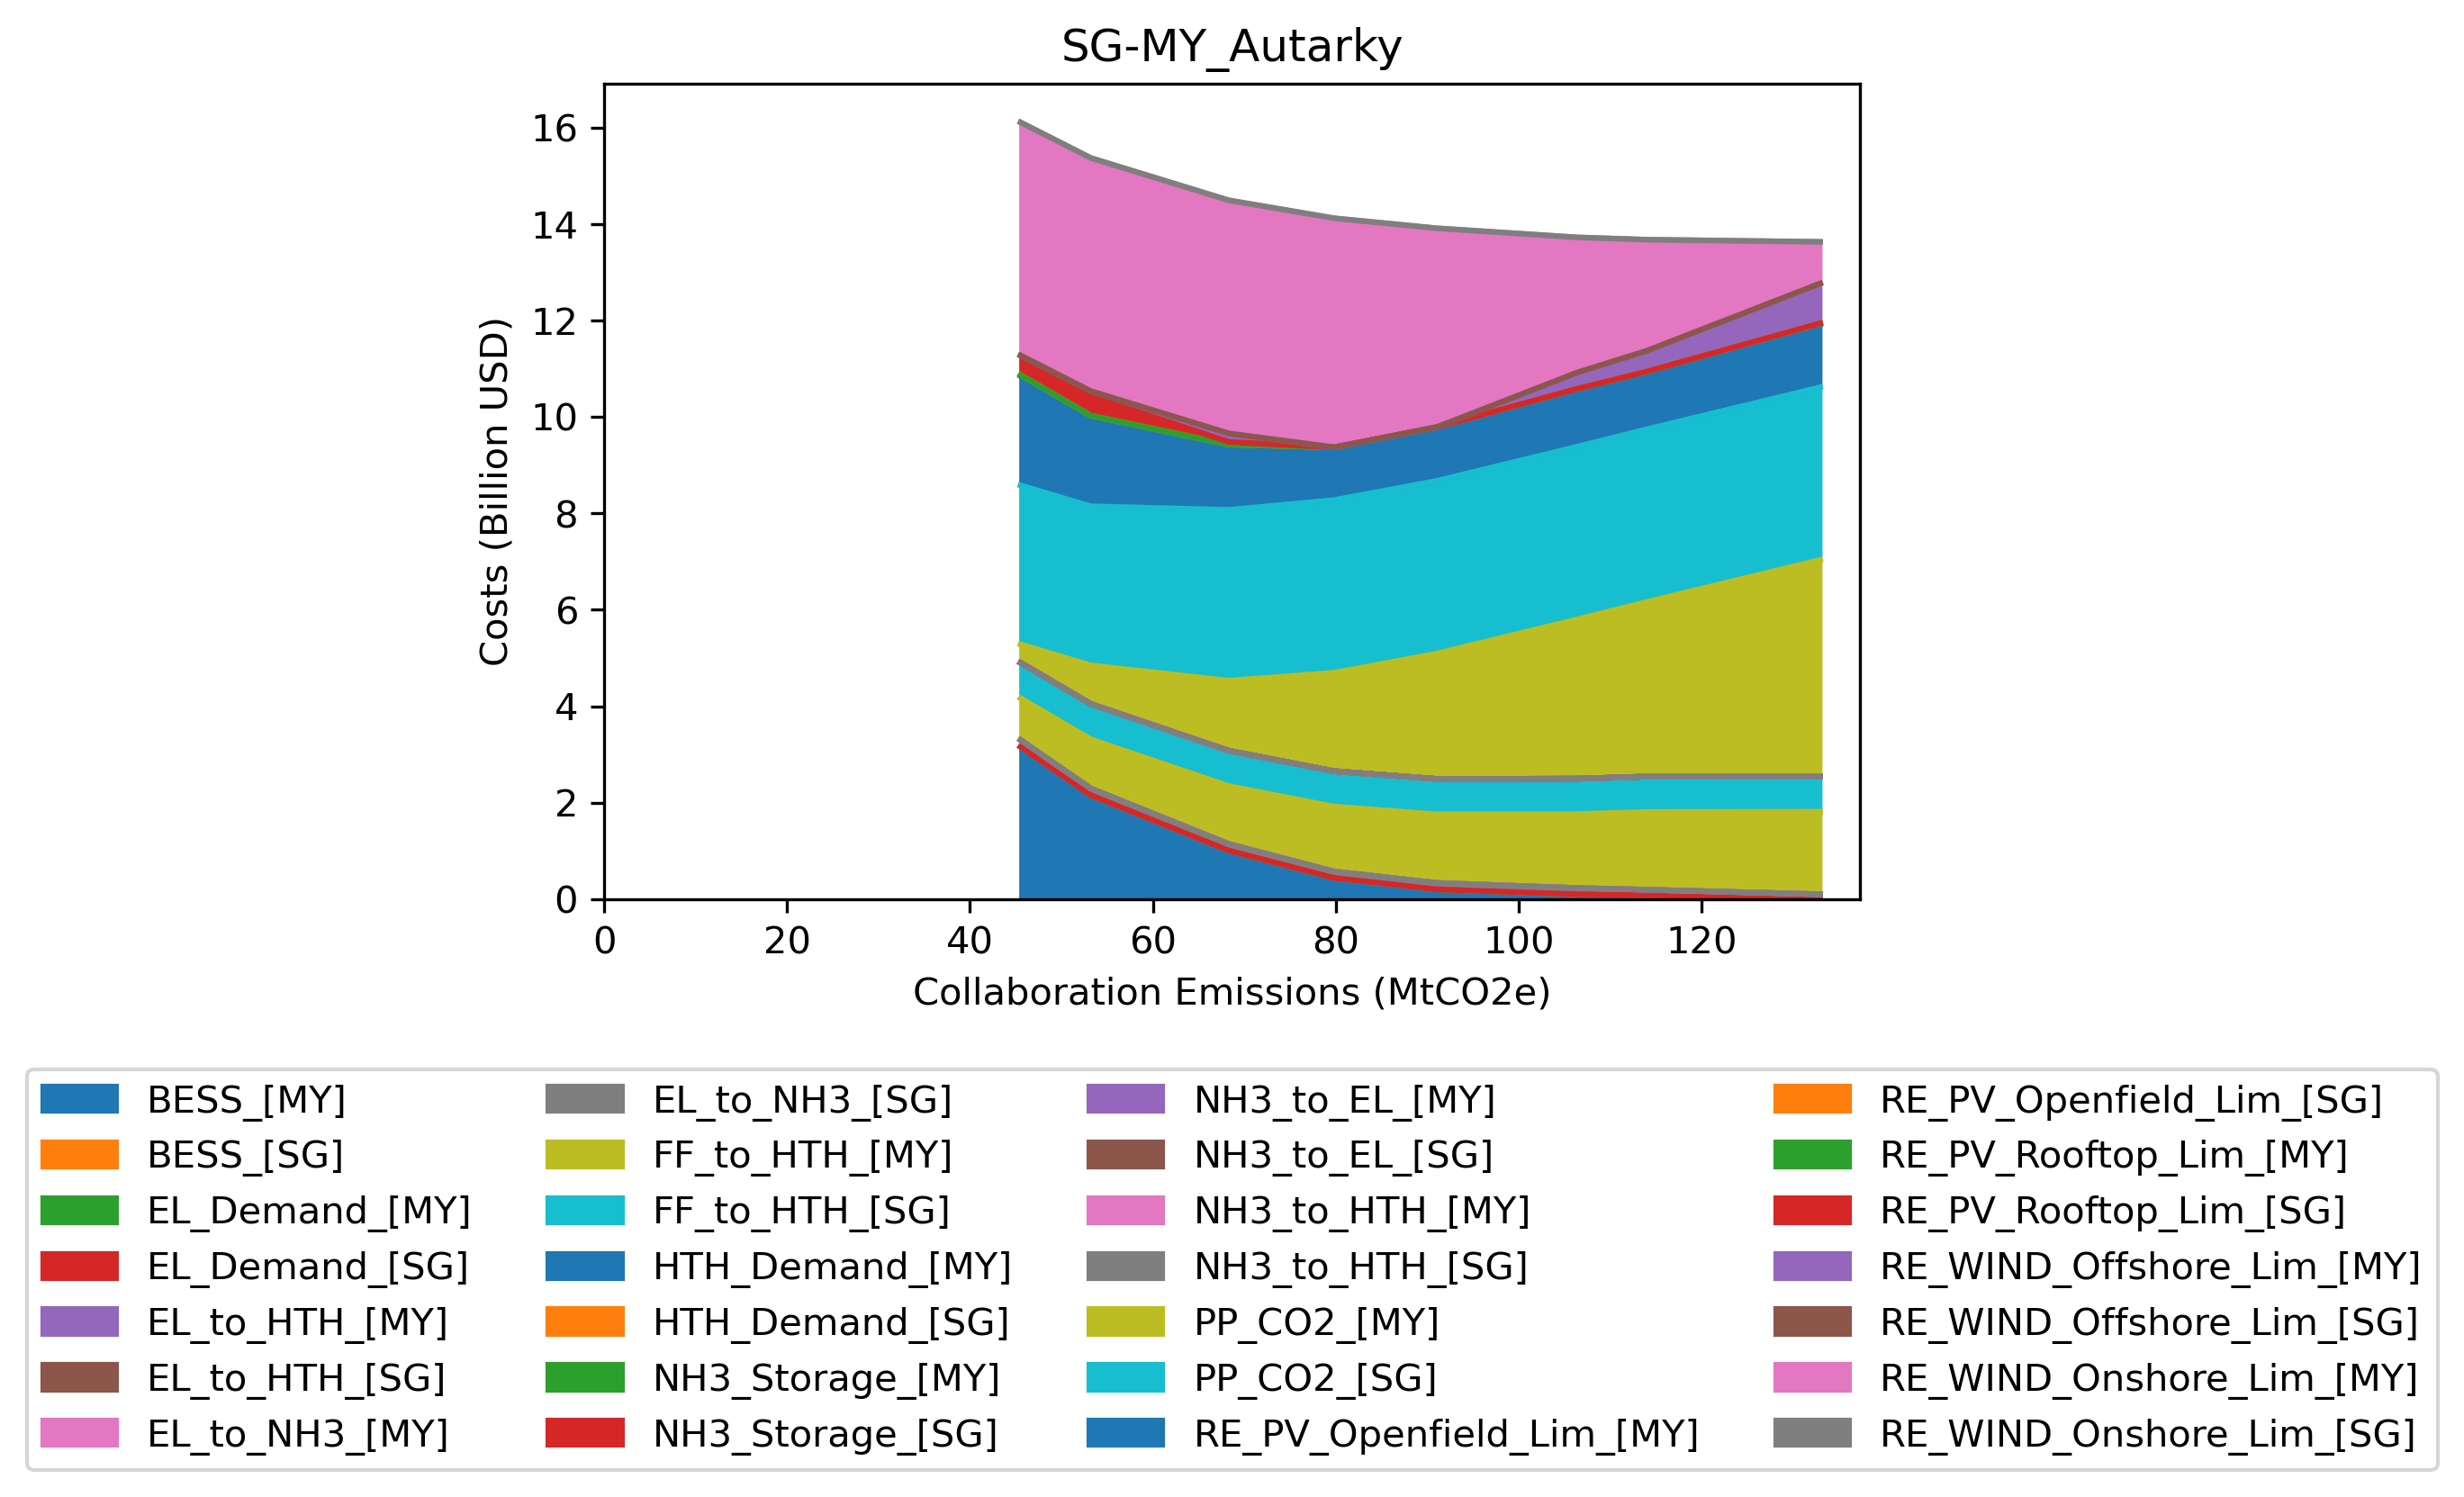 SG-MY_Autarky
Costs (Billion USD)
16
14
12
10
8
6
4
2
0
0 20 40 60 80 100 120
Collaboration Emissions (MtCO2e)
BESS_[MY]
BESS_[SG]
EL_Demand_[MY]
EL_Demand_[SG]
EL_to_HTH_[MY]
EL_to_HTH_[SG]
EL_to_NH3_[MY]
EL_to_NH3_[SG]
FF_to_HTH_[MY]
FF_to_HTH_[SG]
HTH_Demand_[MY]
HTH_Demand_[SG]
NH3_Storage_[MY]
NH3_Storage_[SG]
NH3_to_EL_[MY]
NH3_to_EL_[SG]
NH3_to_HTH_[MY]
NH3_to_HTH_[SG]
PP_CO2_[MY]
PP_CO2_[SG]
RE_PV_Openfield_Lim_[MY]
RE_PV_Openfield_Lim_[SG]
RE_PV_Rooftop_Lim_[MY]
RE_PV_Rooftop_Lim_[SG]
RE_WIND_Offshore_Lim_[MY]
RE_WIND_Offshore_Lim_[SG]
RE_WIND_Onshore_Lim_[MY]
RE_WIND_Onshore_Lim_[SG]